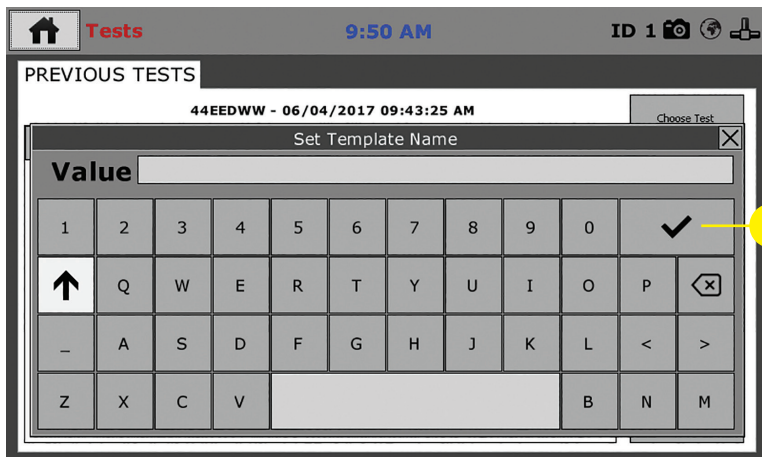 Tests 9:50 AM ID 1
PREVIOUS TESTS
44EEDWW - 06/04/2017 09:43:25 AM
Choose Test
Set Template Name
Value
1 2 3 4 5 6 7 8 9 0
Q W E R T Y U I O P
_ A S D F G H J K L < >
Z X C V B N M